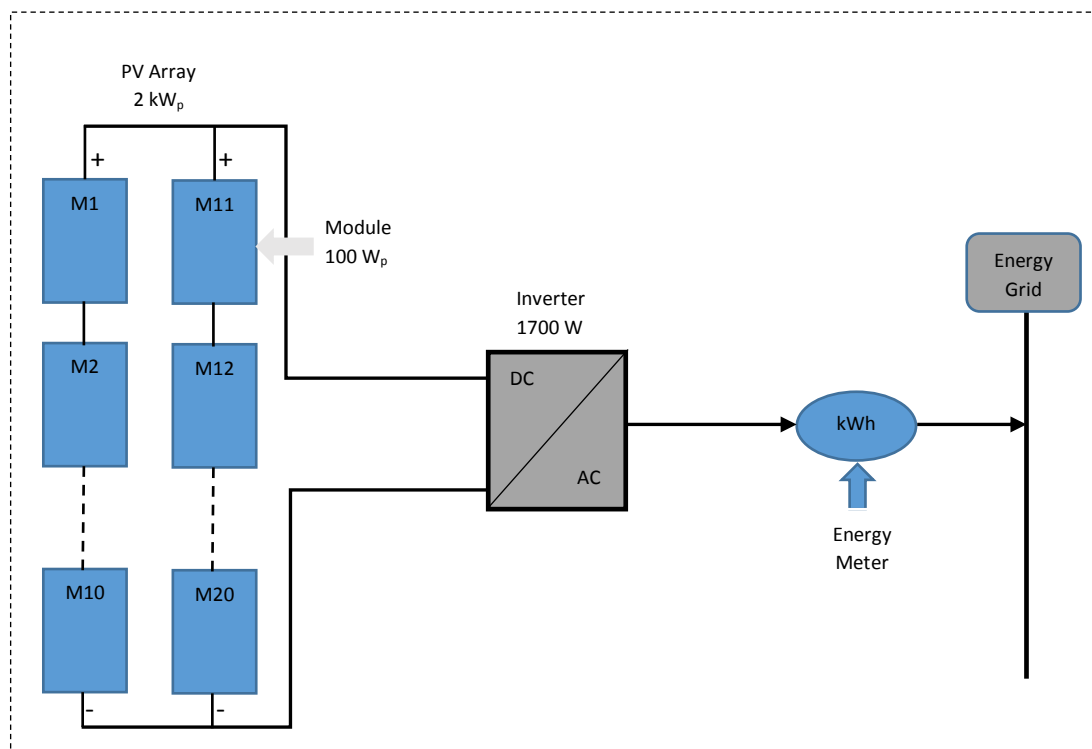 PV Array
2 kWp
+
+
M1
M11
Module
100 Wp
M2
M12
Inverter
1700 W
DC
AC
kWh
Energy
Meter
Energy
Grid
M10
M20
-
-